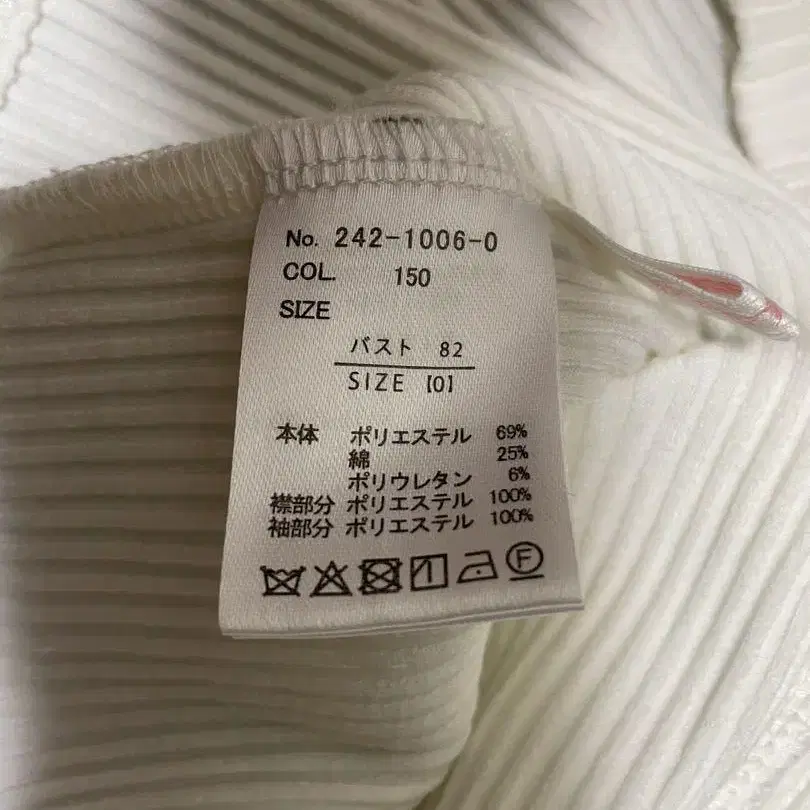 No. 242-1006-0
COL. 150
SIZE
バスト 82
SIZE [0]
本体 ポリエステル 69%
綿 25%
ポリウレタン 6%
襟部分 ポリエステル 100%
袖部分 ポリエステル 100%
F